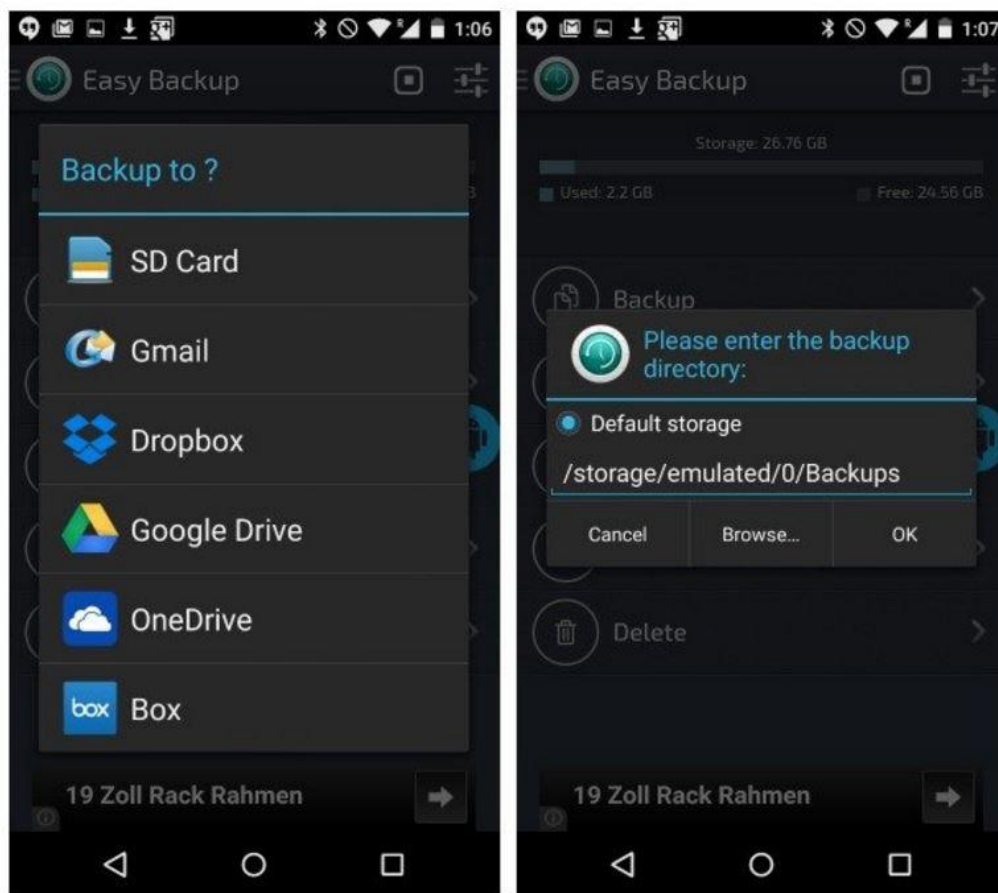 1:06
Easy Backup
Backup to ?
SD Card
Gmail
Dropbox
Google Drive
OneDrive
box Box
19 Zoll Rack Rahmen
1:07
Easy Backup
Storage: 26.76 GB
Used: 2.2 GB Free: 24.56 GB
Backup
Please enter the backup
directory:
Default storage
/storage/emulated/0/Backups
Cancel Browse... OK
Delete
19 Zoll Rack Rahmen